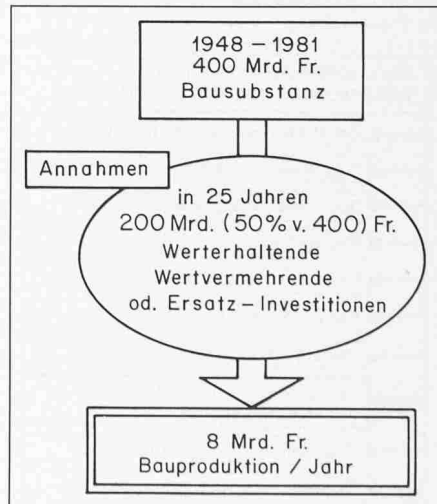 1948 – 1981
400 Mrd. Fr.
Bausubstanz
Annahmen
in 25 Jahren
200 Mrd. (50% v. 400) Fr.
Werterhaltende
Wertvermehrende
od. Ersatz – Investitionen
8 Mrd. Fr.
Bauproduktion / Jahr